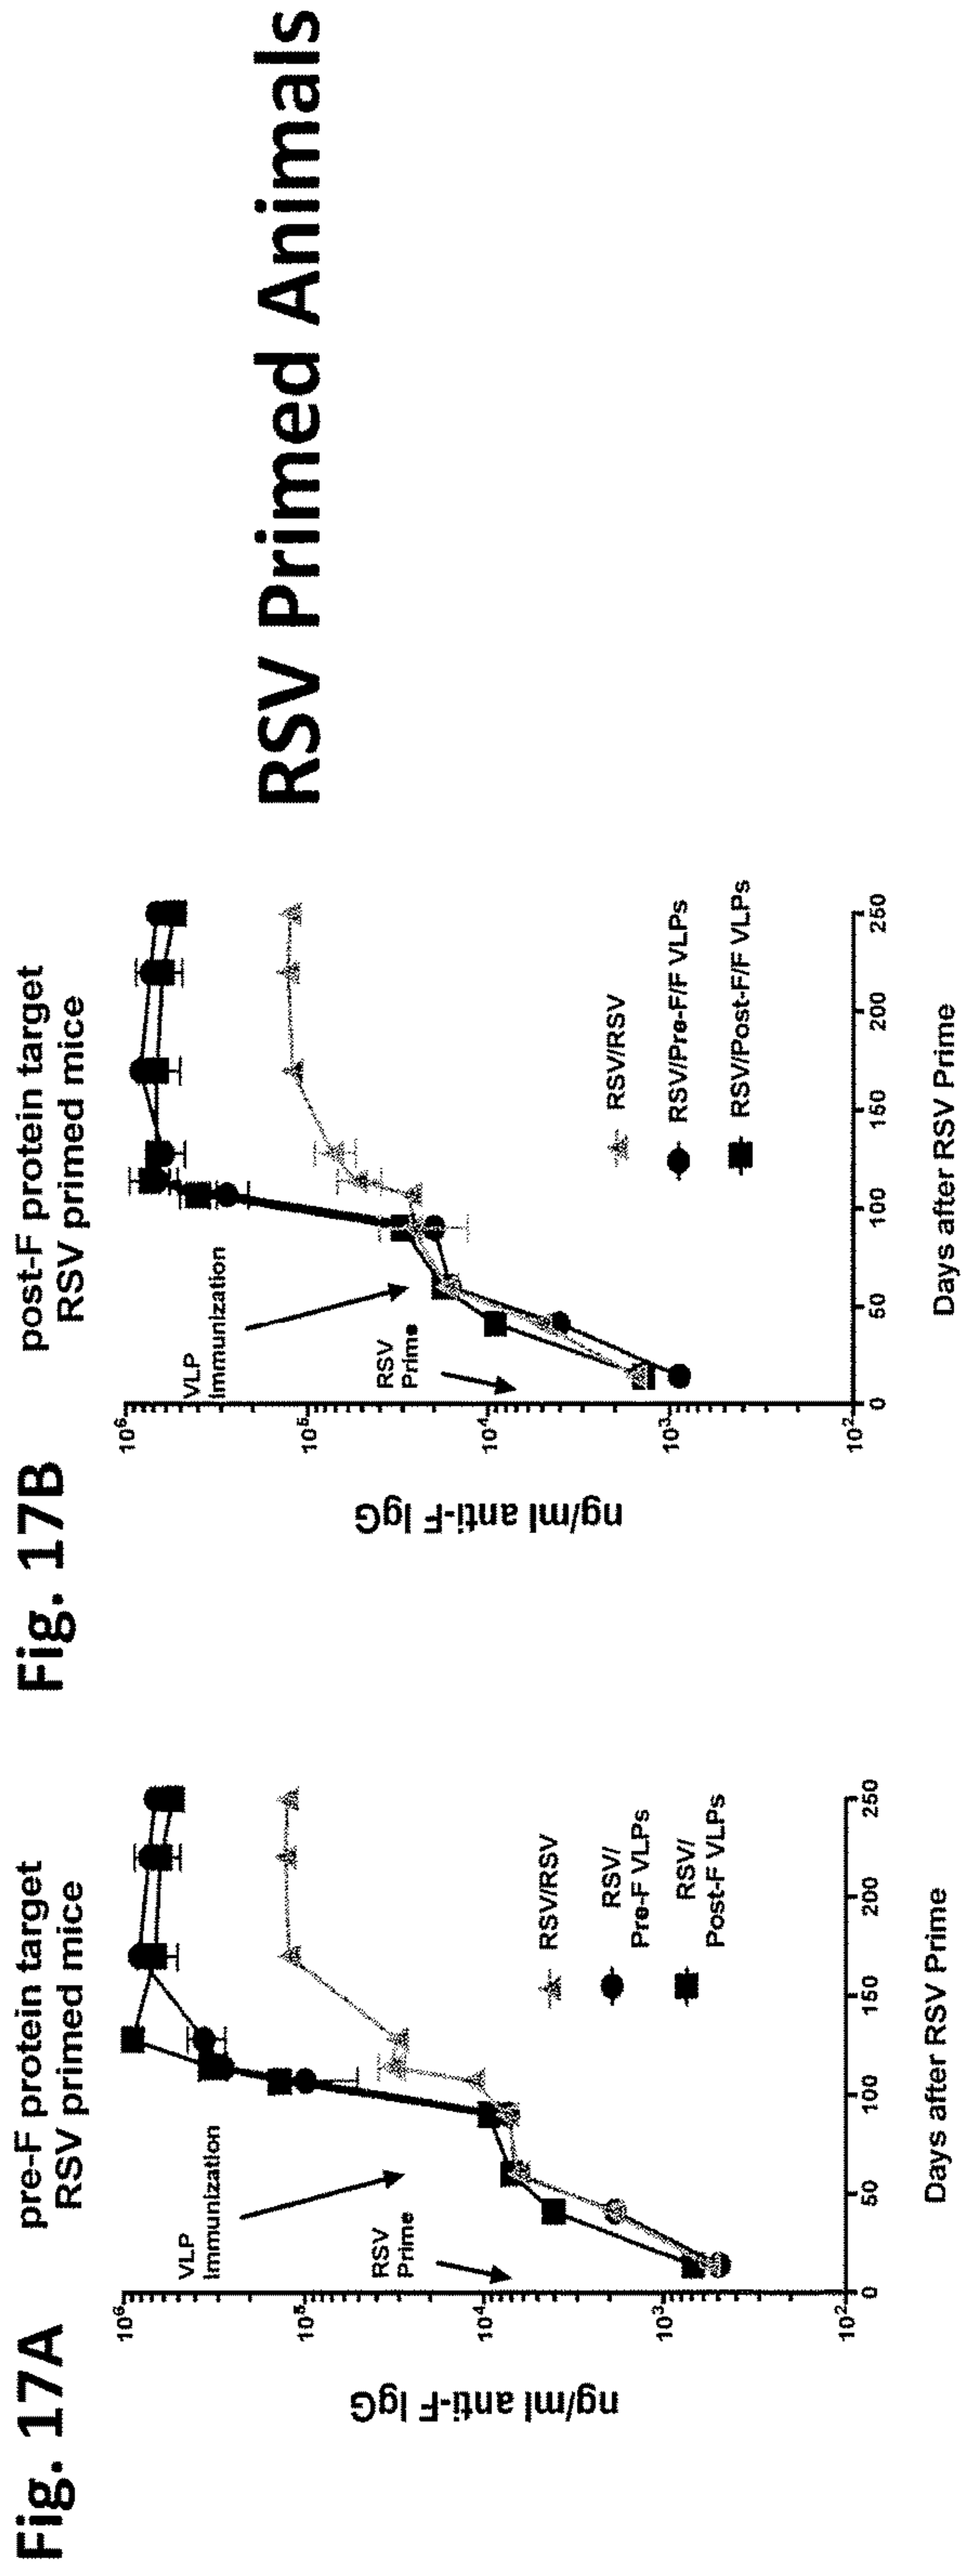 Fig. 17A
pre-F protein target
RSV primed mice
ng/ml anti-F IgG
10⁶
10⁵
10⁴
10³
10²
VLP
Immunization
RSV
Prime
RSV/RSV
RSV/
Pre-F VLPs
RSV/
Post-F VLPs
0
50
100
150
200
250
Days after RSV Prime
Fig. 17B
post-F protein target
RSV primed mice
ng/ml anti-F IgG
10⁶
10⁵
10⁴
10³
10²
VLP
Immunization
RSV
Prime
RSV/RSV
RSV/Pre-F/F VLPs
RSV/Post-F/F VLPs
0
50
100
150
200
250
Days after RSV Prime
RSV Primed Animals